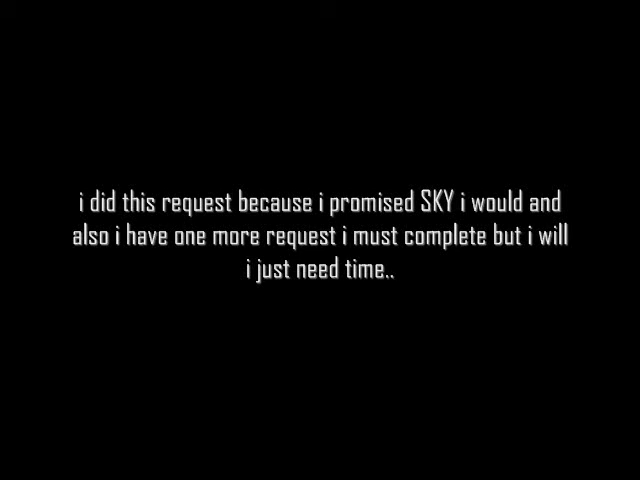 i did this request because i promised SKY i would and
also i have one more request i must complete but i will
i just need time..